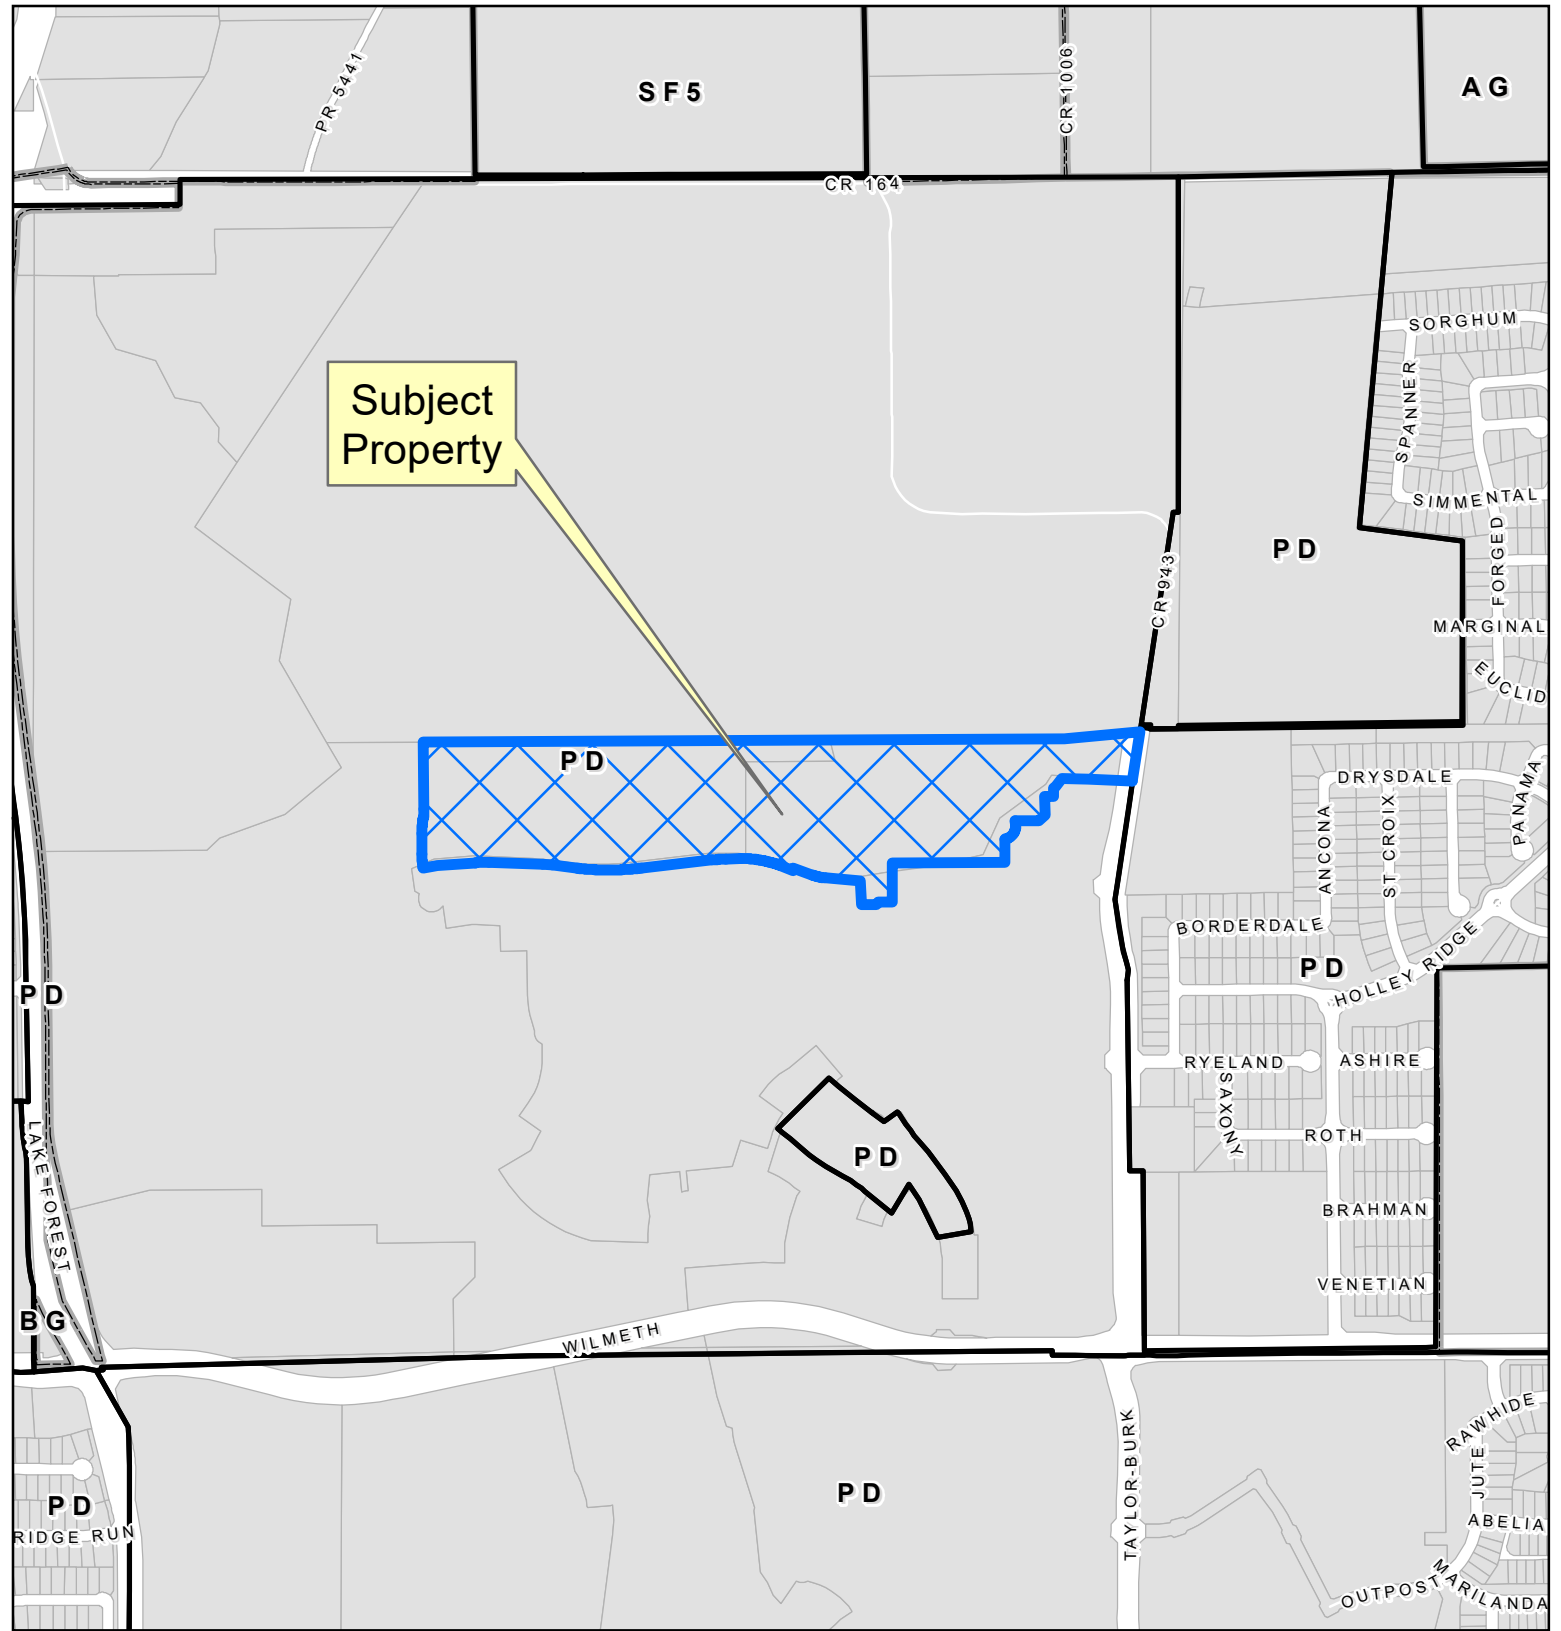 PR 5441
SF5
CR 1006
AG
CR 164
SORGHUM
SPANNER
Subject
Property
SIMMENTAL
FORGED
PD
CR 943
MARGINAL
EUCLID
PD
DRYSDALE
PANAMA
ANCONA
ST CROIX
BORDERDALE
PD
HOLLEY RIDGE
PD
RYELAND
ASHIRE
SAXONY
ROTH
LAKE FOREST
PD
BRAHMAN
VENETIAN
BG
WILMETH
RAWHIDE
TAYLOR-BURK
JUTE
PD
PD
ABELIA
RIDGE RUN
MARILANDA
OUTPOST